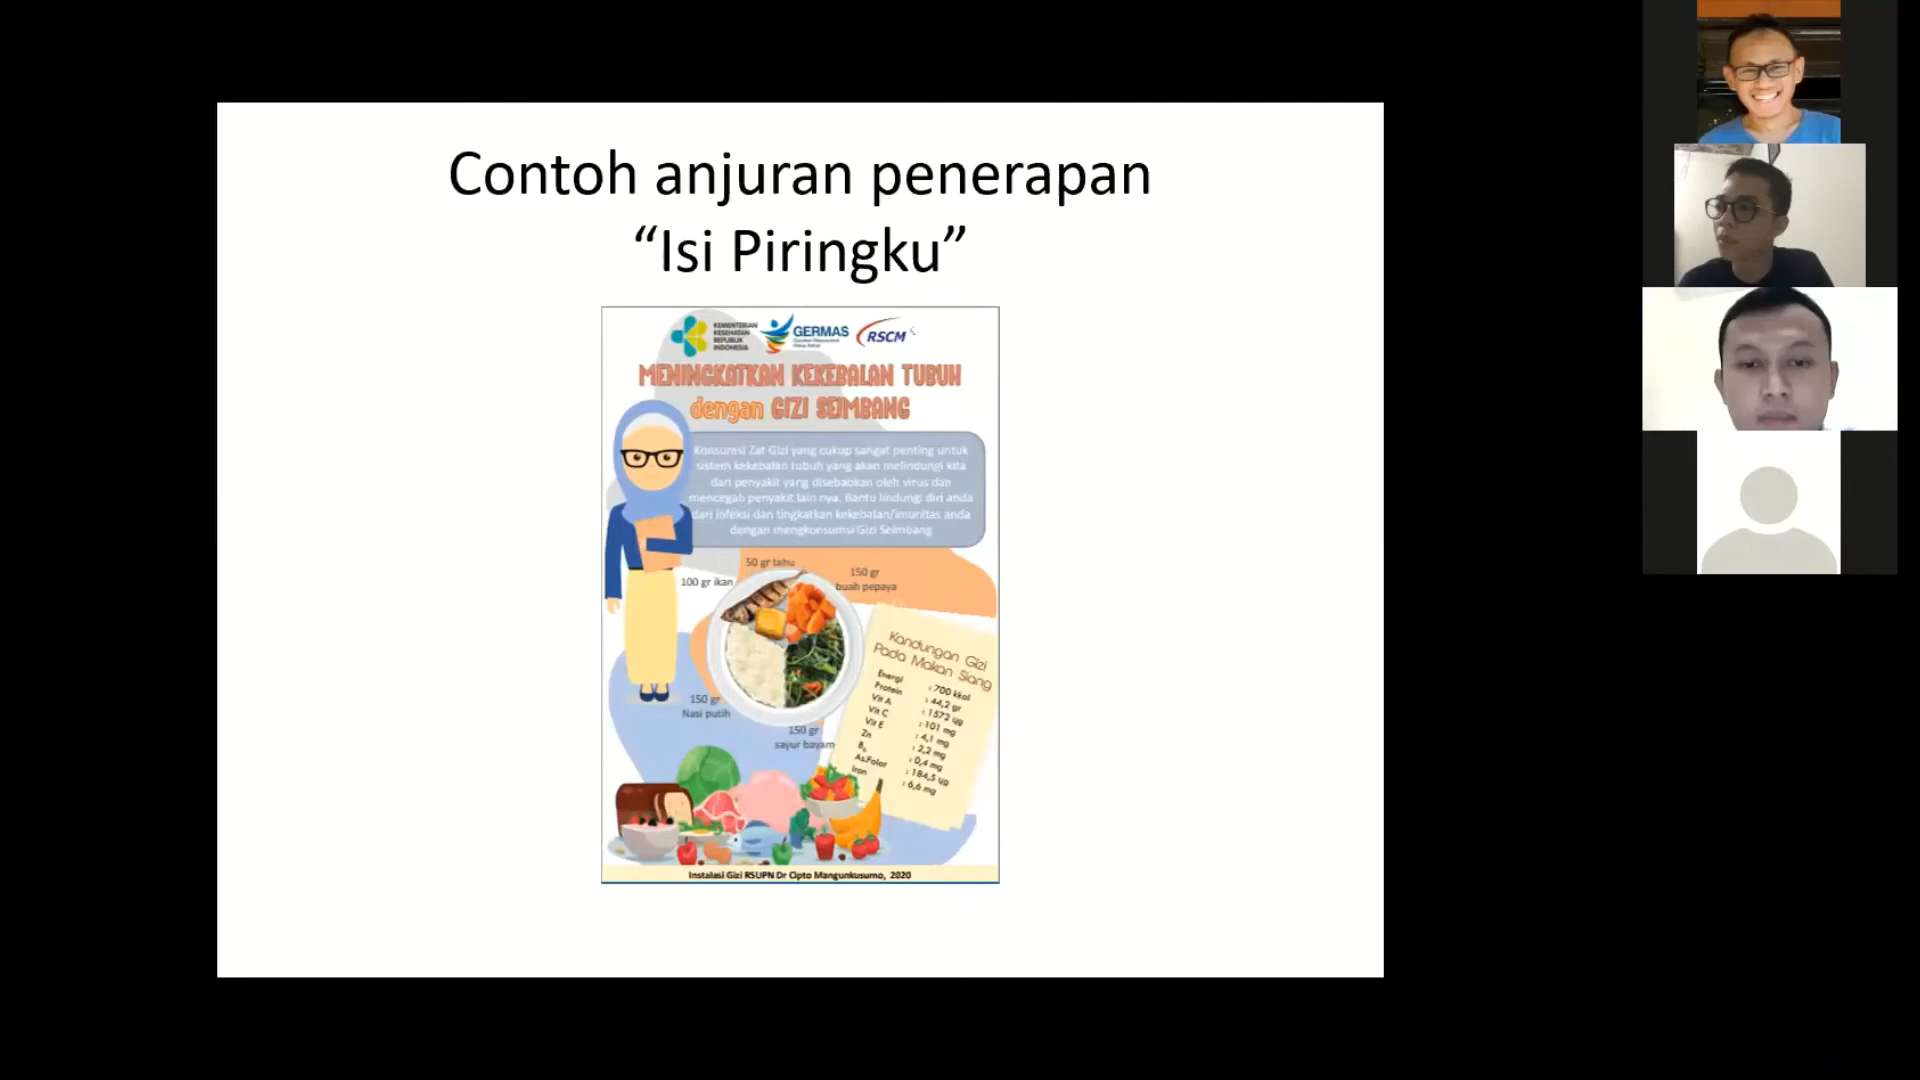 Contoh anjuran penerapan
“Isi Piringku”
KEMENTERIAN
KESEHATAN
REPUBLIK
INDONESIA
GERMAS
RSCM
MENINGKATKAN KEKEBALAN TUBUH
dengan GIZI SEIMBANG
Konsumsi Zat Gizi yang cukup sangat penting untuk
sistem kekebalan tubuh yang akan melindungi kita
dari penyakit yang disebabkan oleh virus dan
mencegah penyakit lain nya. Bantu lindungi diri anda
dari infeksi dan tingkatkan kekebalan/imunitas anda
dengan mengkonsumsi Gizi Seimbang
50 gr tahu
100 gr ikan
150 gr
buah pepaya
Kandungan Gizi
Pada Makan Siang
Energi : 700 kkal
Protein : 44,2 gr
Vit A : 1572 ug
Vit C : 101 mg
Vit E : 4,1 mg
Zn : 2,2 mg
B6 : 0,4 mg
As.Folat : 184,5 ug
Iron : 6,6 mg
150 gr
Nasi putih
150 gr
sayur bayam
Instalasi Gizi RSUPN Dr Cipto Mangunkusumo, 2020